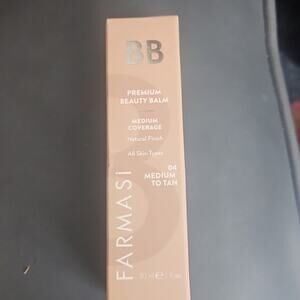 BB
PREMIUM
BEAUTY BALM
MEDIUM
COVERAGE
Natural Finish
All Skin Types
04
MEDIUM
TO TAN
FARMASi